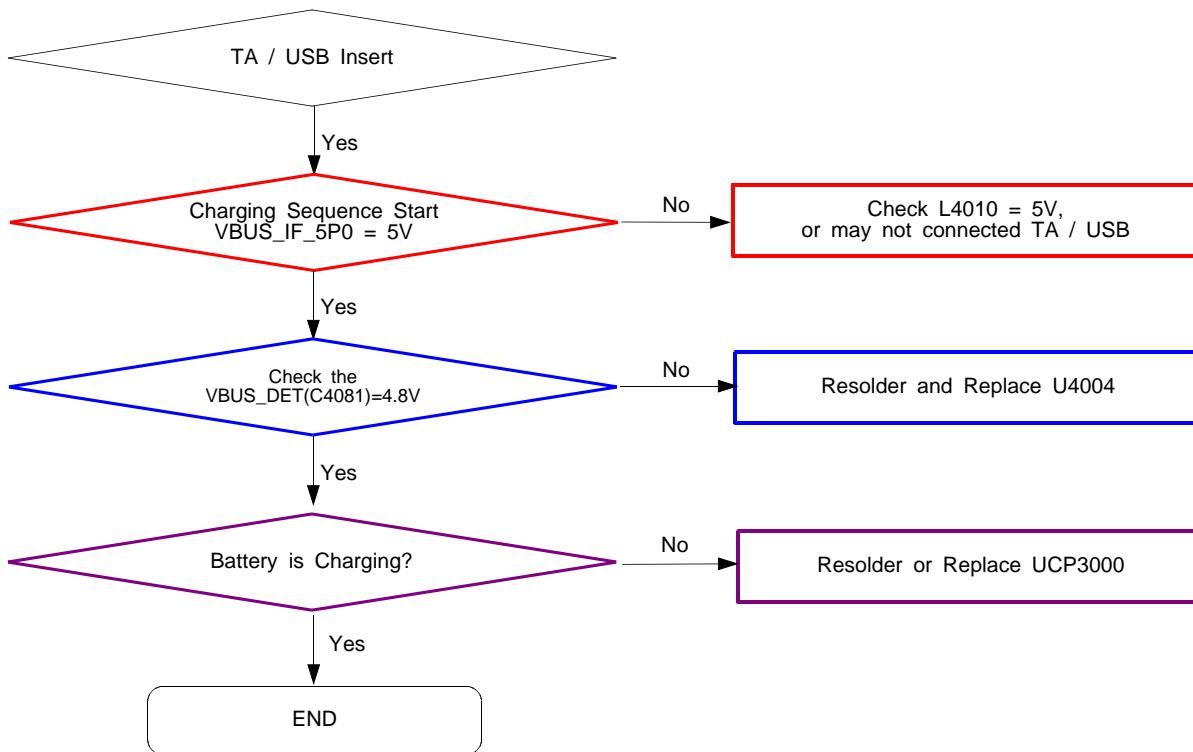 TA / USB Insert
Yes
Charging Sequence Start
VBUS_IF_5P0 = 5V
No
Check L4010 = 5V,
or may not connected TA / USB
Yes
Check the
VBUS_DET(C4081)=4.8V
No
Resolder and Replace U4004
Yes
Battery is Charging?
No
Resolder or Replace UCP3000
Yes
END